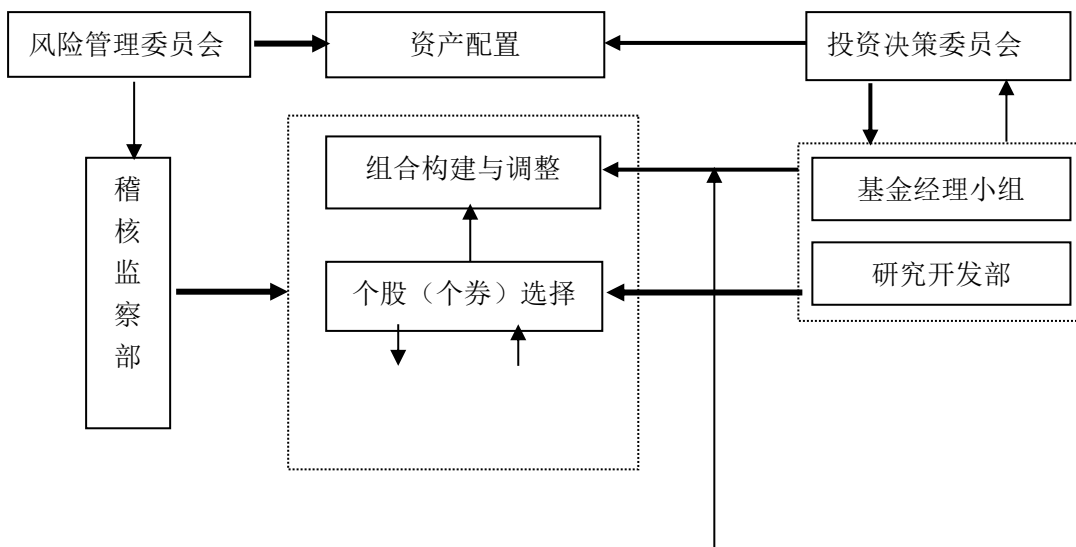 风险管理委员会
资产配置
投资决策委员会
稽核监察部
组合构建与调整
基金经理小组
个股（个券）选择
研究开发部